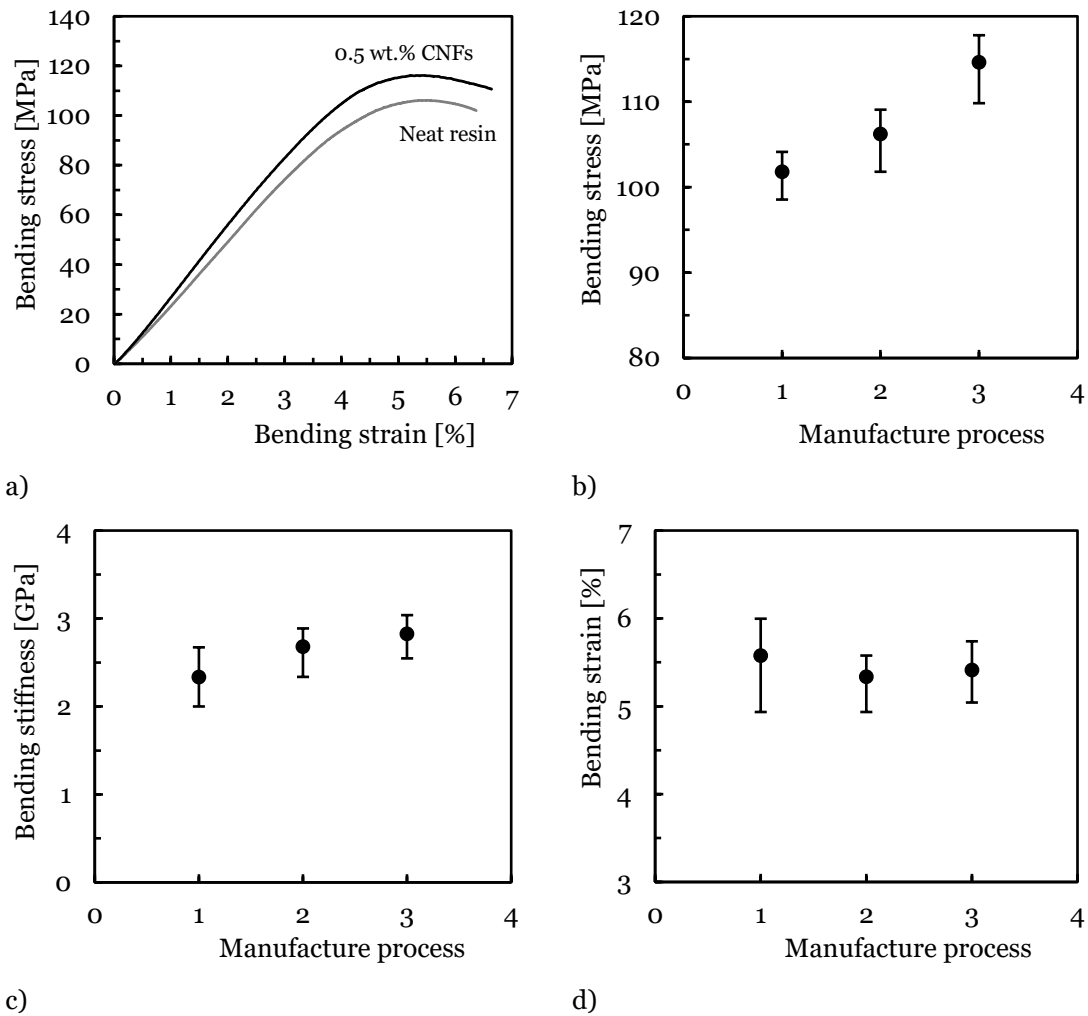 140
120
100
80
60
40
20
0
0 1 2 3 4 5 6 7
Bending stress [MPa]
Bending strain [%]
0.5 wt.% CNFs
Neat resin
a)
120
110
100
90
80
0 1 2 3 4
Bending stress [MPa]
Manufacture process
b)
4
3
2
1
0
0 1 2 3 4
Bending stiffness [GPa]
Manufacture process
c)
7
6
5
4
3
0 1 2 3 4
Bending strain [%]
Manufacture process
d)